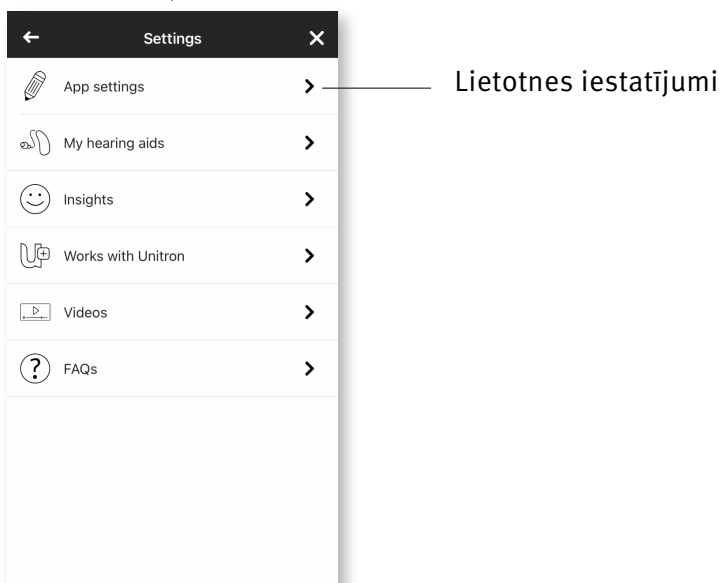 Settings
App settings
Lietotnes iestatījumi
My hearing aids
Insights
Works with Unitron
Videos
FAQs